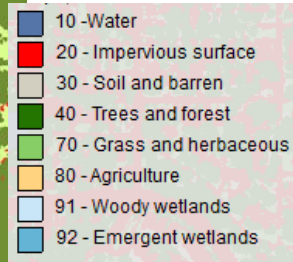 10 -Water
20 - Impervious surface
30 - Soil and barren
40 - Trees and forest
70 - Grass and herbaceous
80 - Agriculture
91 - Woody wetlands
92 - Emergent wetlands